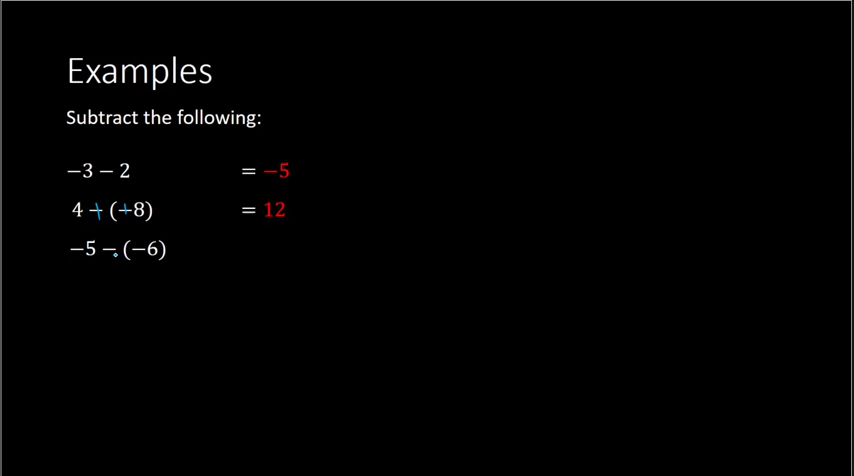 Examples
Subtract the following:
−3 − 2 = −5
4 + (+8) = 12
−5 − (−6)